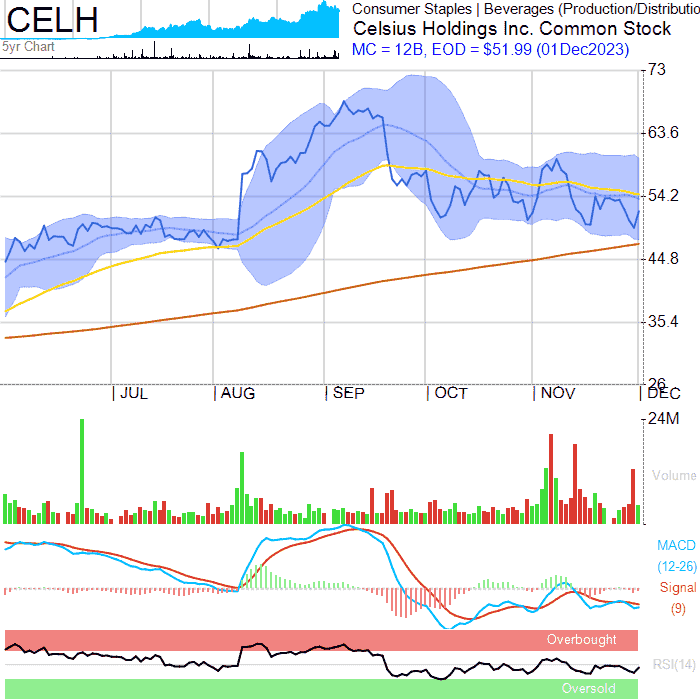 CELH
5yr Chart
Consumer Staples | Beverages (Production/Distributio
Celsius Holdings Inc. Common Stock
MC = 12B, EOD = $51.99 (01Dec2023)
73
63.6
54.2
44.8
35.4
26
JUL AUG SEP OCT NOV DEC
24M
Volume
MACD
(12-26)
Signal
(9)
Overbought
RSI(14)
Oversold